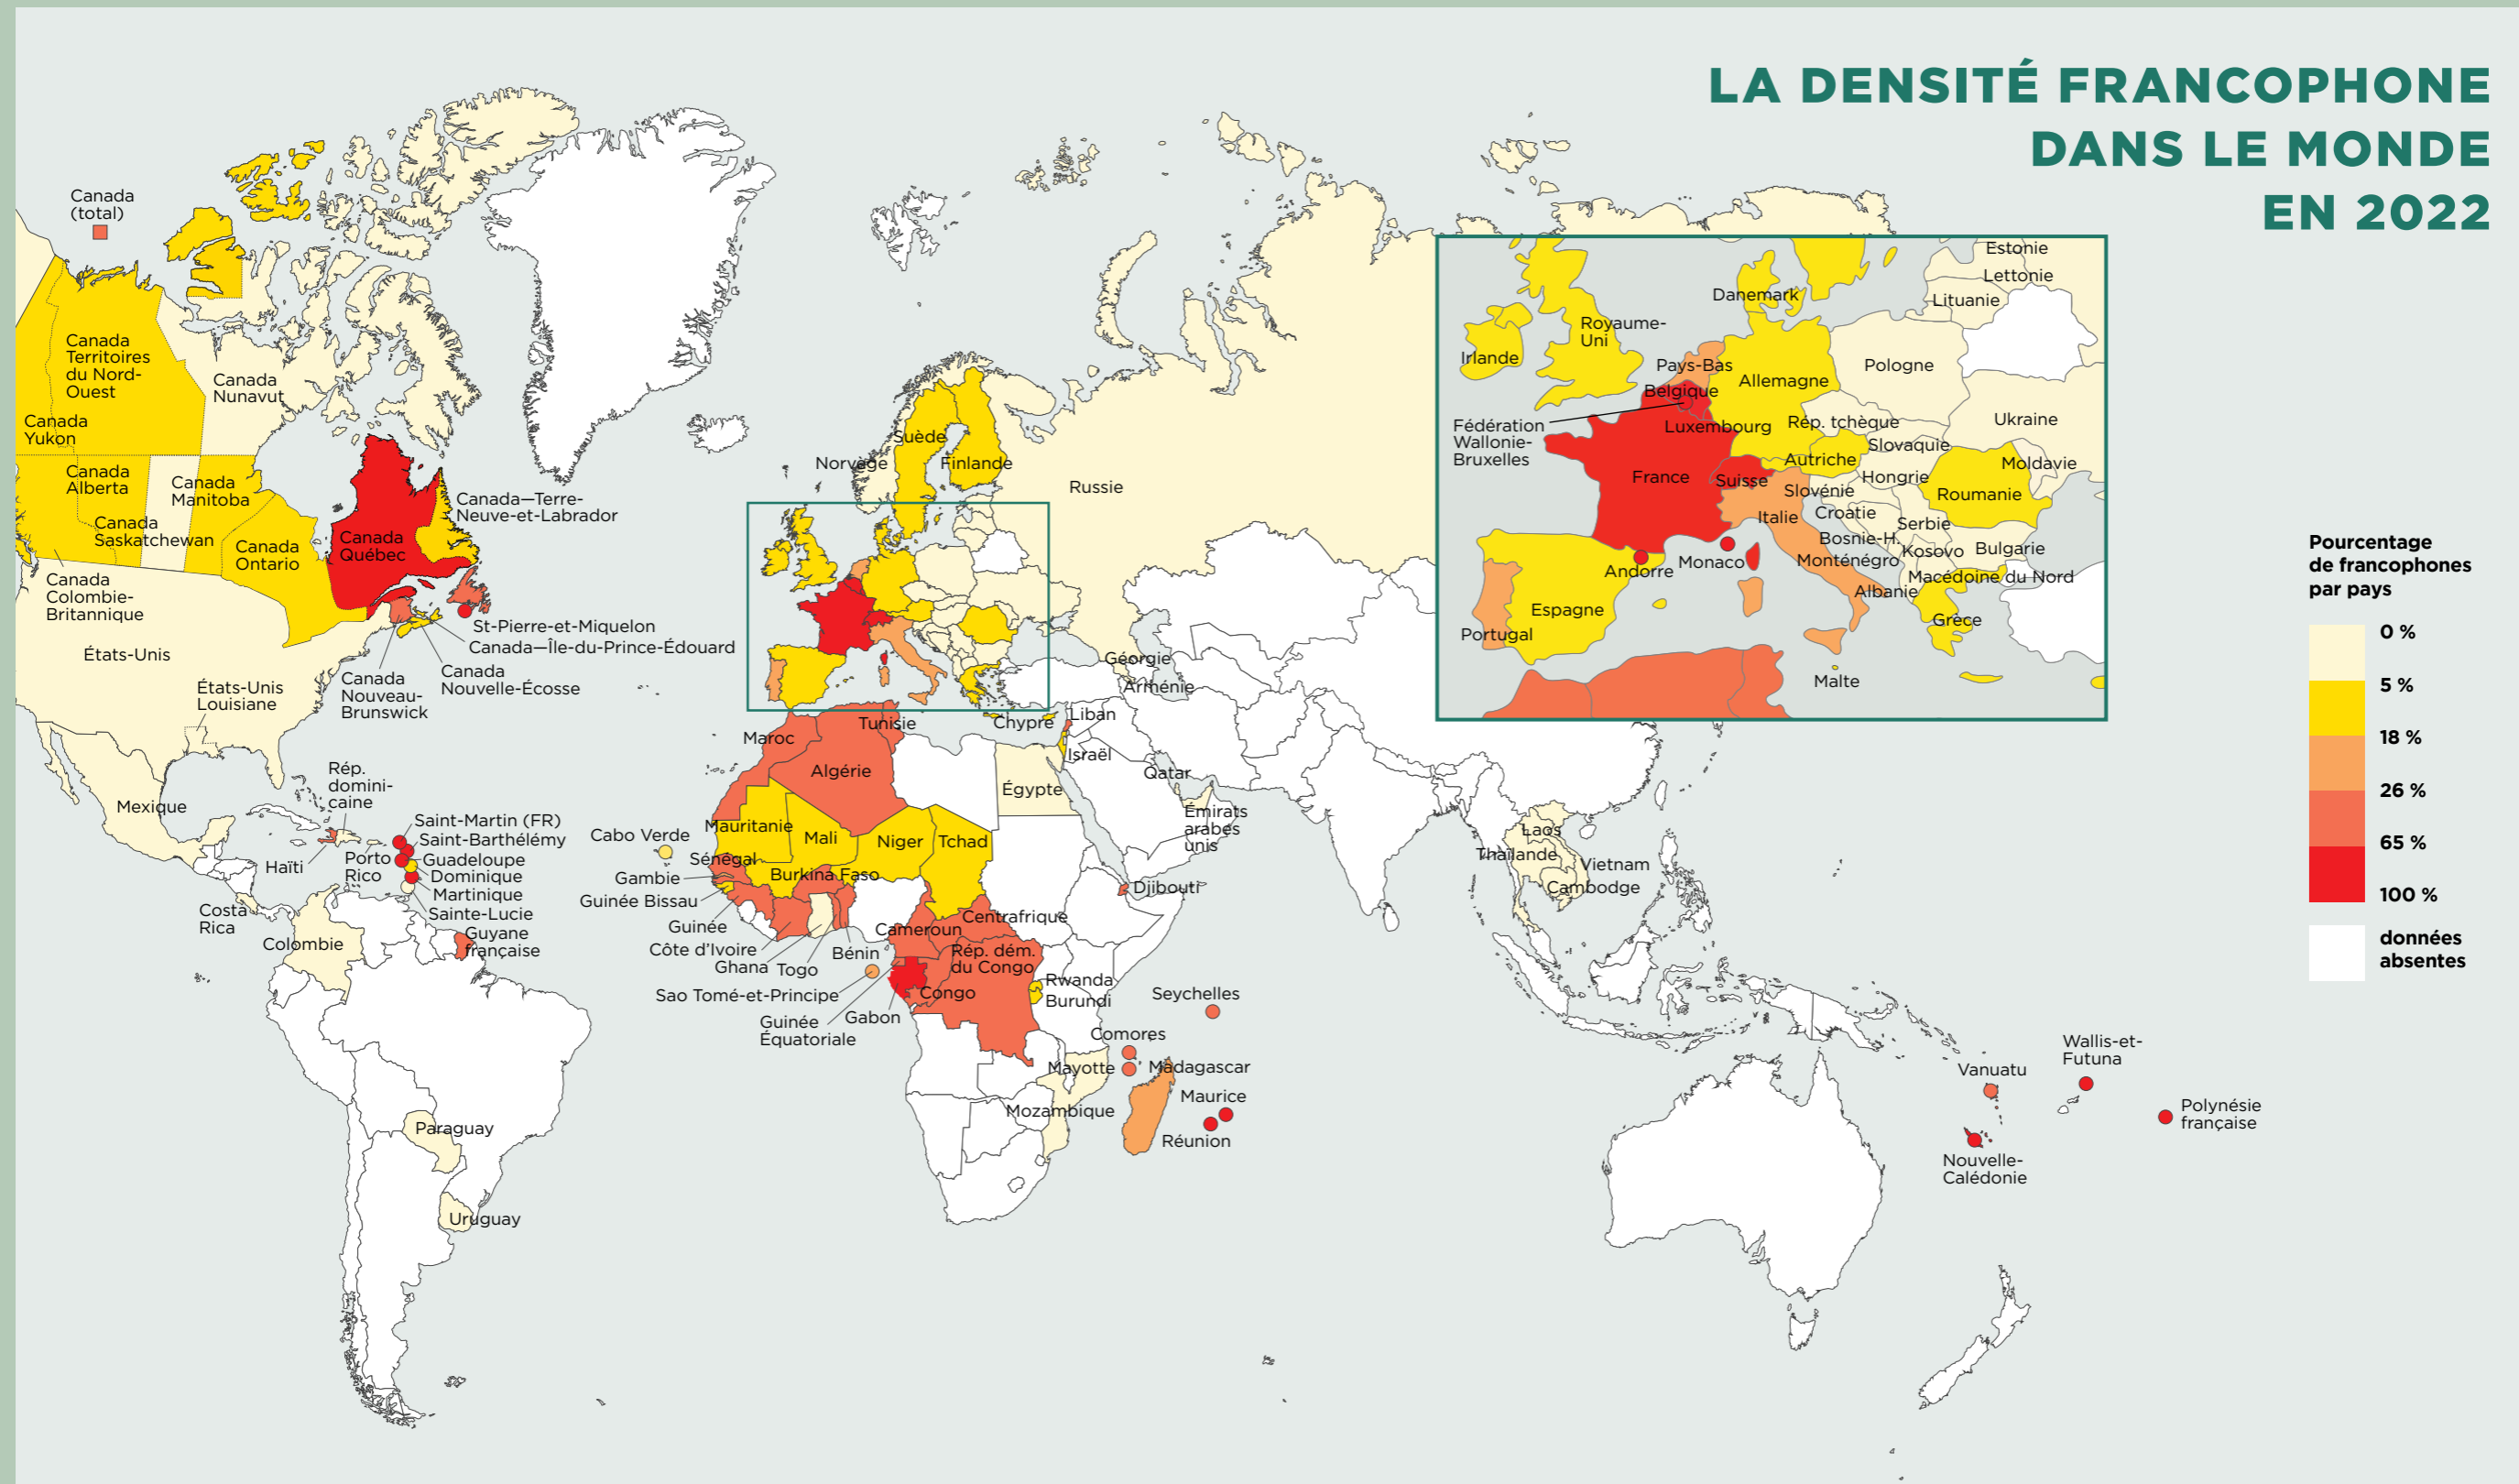 LA DENSITÉ FRANCOPHONE
DANS LE MONDE
EN 2022
Canada
(total)
Canada
Territoires
du Nord-
Ouest
Canada
Yukon
Canada
Nunavut
Canada
Alberta
Canada
Manitoba
Canada
Saskatchewan
Canada
Ontario
Canada
Québec
Canada—Terre-
Neuve-et-Labrador
Canada
Colombie-
Britannique
St-Pierre-et-Miquelon
Canada—Île-du-Prince-Édouard
Canada
Nouvelle-Écosse
Canada
Nouveau-
Brunswick
États-Unis
États-Unis
Louisiane
Mexique
Rép.
domini-
caine
Haïti
Porto
Rico
Saint-Martin (FR)
Saint-Barthélémy
Guadeloupe
Dominique
Martinique
Sainte-Lucie
Guyane
française
Costa
Rica
Colombie
Paraguay
Uruguay
Norvège
Suède
Finlande
Russie
Géorgie
Arménie
Chypre
Liban
Israël
Qatar
Émirats
arabes
unis
Égypte
Maroc
Tunisie
Algérie
Mauritanie
Mali
Niger
Tchad
Cabo Verde
Sénégal
Gambie
Guinée Bissau
Burkina Faso
Guinée
Côte d'Ivoire
Ghana
Togo
Bénin
Sao Tomé-et-Principe
Guinée
Équatoriale
Gabon
Cameroun
Centrafrique
Rép. dém.
du Congo
Congo
Djibouti
Rwanda
Burundi
Seychelles
Comores
Mayotte
Madagascar
Maurice
Réunion
Mozambique
Laos
Thaïlande
Vietnam
Cambodge
Vanuatu
Wallis-et-
Futuna
Polynésie
française
Nouvelle-
Calédonie
Estonie
Lettonie
Lituanie
Danemark
Royaume-
Uni
Irlande
Pays-Bas
Belgique
Allemagne
Pologne
Ukraine
Fédération
Wallonie-
Bruxelles
Luxembourg
Rép. tchèque
Slovaquie
Autriche
Moldavie
Hongrie
France
Suisse
Slovénie
Roumanie
Italie
Croatie
Serbie
Bosnie-H.
Kosovo
Bulgarie
Monténégro
Andorre
Monaco
Macédoine du Nord
Albanie
Espagne
Grèce
Portugal
Malte
Pourcentage
de francophones
par pays
0 %
5 %
18 %
26 %
65 %
100 %
données
absentes